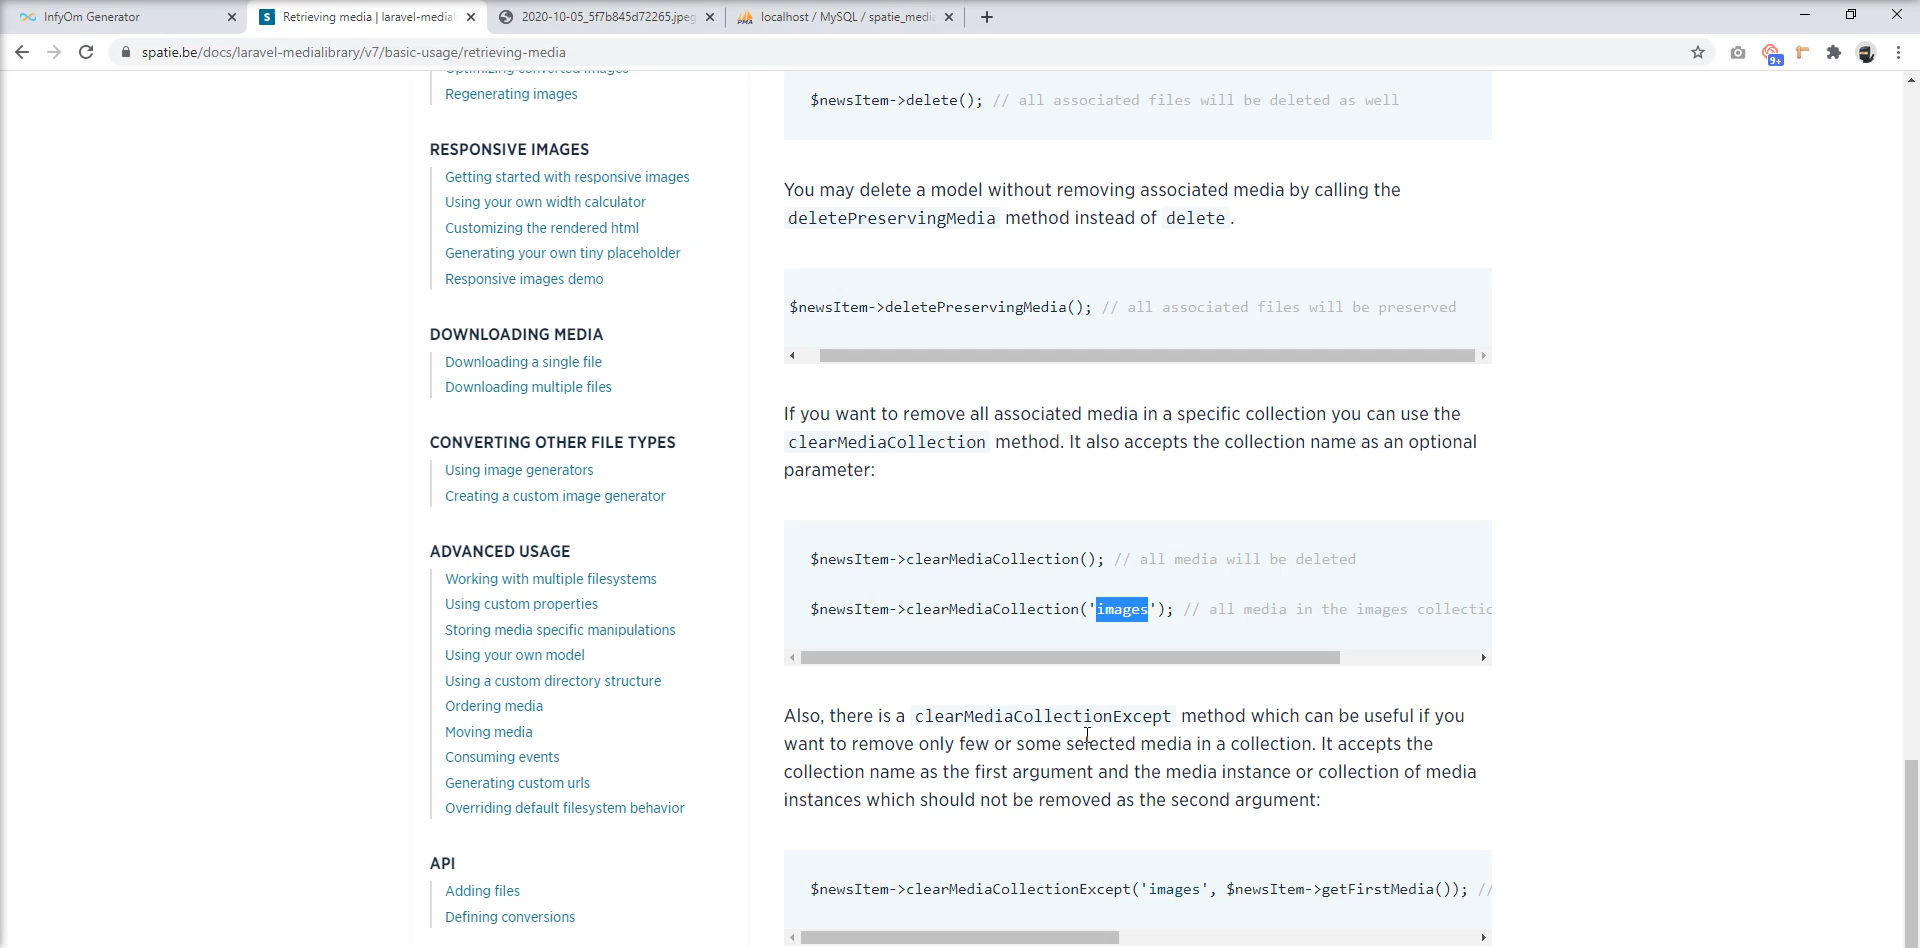 InfyOm Generator
Retrieving media | laravel-medial
2020-10-05_5f7b845d72265.jpeg
localhost / MySQL / spatie_media
spatie.be/docs/laravel-medialibrary/v7/basic-usage/retrieving-media
9+
Optimizing converted images
Regenerating images
RESPONSIVE IMAGES
Getting started with responsive images
Using your own width calculator
Customizing the rendered html
Generating your own tiny placeholder
Responsive images demo
DOWNLOADING MEDIA
Downloading a single file
Downloading multiple files
CONVERTING OTHER FILE TYPES
Using image generators
Creating a custom image generator
ADVANCED USAGE
Working with multiple filesystems
Using custom properties
Storing media specific manipulations
Using your own model
Using a custom directory structure
Ordering media
Moving media
Consuming events
Generating custom urls
Overriding default filesystem behavior
API
Adding files
Defining conversions
$newsItem->delete(); // all associated files will be deleted as well
You may delete a model without removing associated media by calling the
deletePreservingMedia method instead of delete.
$newsItem->deletePreservingMedia(); // all associated files will be preserved
If you want to remove all associated media in a specific collection you can use the
clearMediaCollection method. It also accepts the collection name as an optional
parameter:
$newsItem->clearMediaCollection(); // all media will be deleted
$newsItem->clearMediaCollection('images'); // all media in the images collectio
Also, there is a clearMediaCollectionExcept method which can be useful if you
want to remove only few or some selected media in a collection. It accepts the
collection name as the first argument and the media instance or collection of media
instances which should not be removed as the second argument:
$newsItem->clearMediaCollectionExcept('images', $newsItem->getFirstMedia()); //